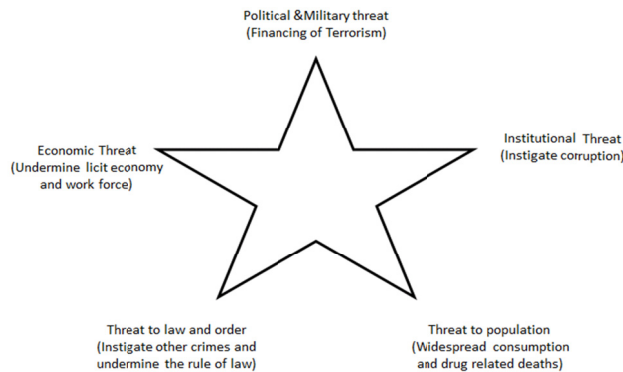 Political &Military threat
(Financing of Terrorism)
Economic Threat
(Undermine licit economy
and work force)
Institutional Threat
(Instigate corruption)
Threat to law and order
(Instigate other crimes and
undermine the rule of law)
Threat to population
(Widespread consumption
and drug related deaths)